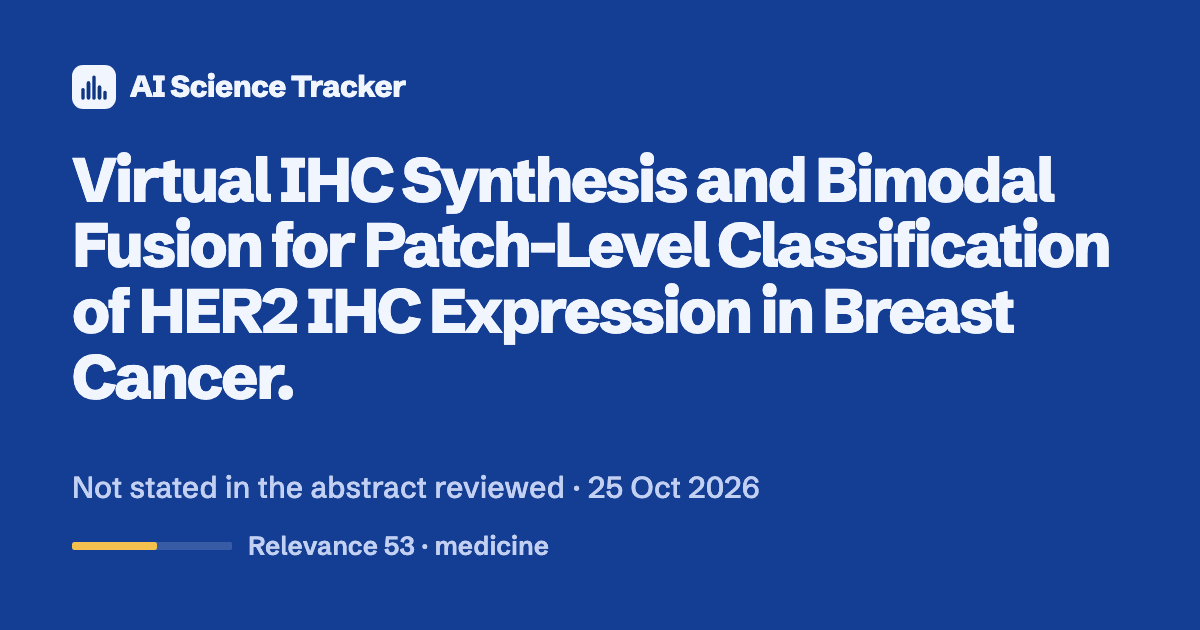 AI Science Tracker
Virtual IHC Synthesis and Bimodal
Fusion for Patch-Level Classification
of HER2 IHC Expression in Breast
Cancer.
Not stated in the abstract reviewed · 25 Oct 2026
Relevance 53 · medicine